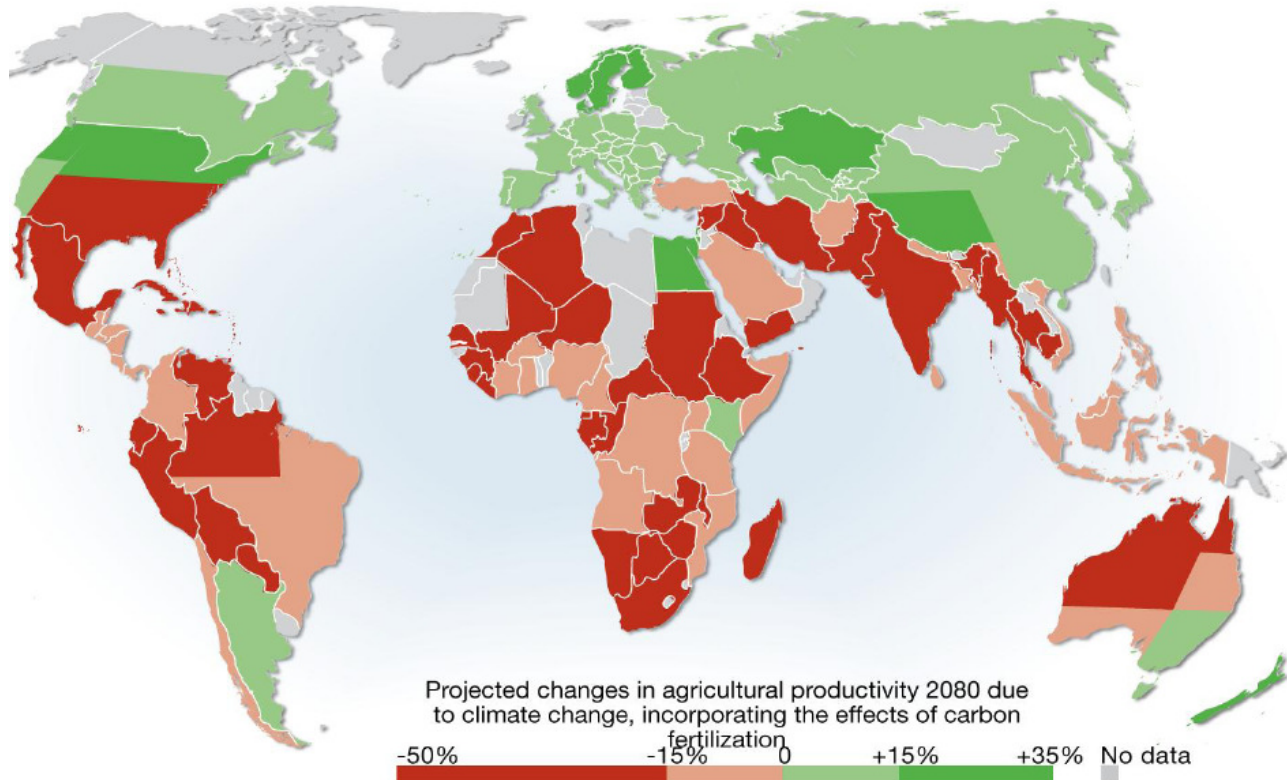 Projected changes in agricultural productivity 2080 due
to climate change, incorporating the effects of carbon
fertilization
-50% -15% 0 +15% +35% No data